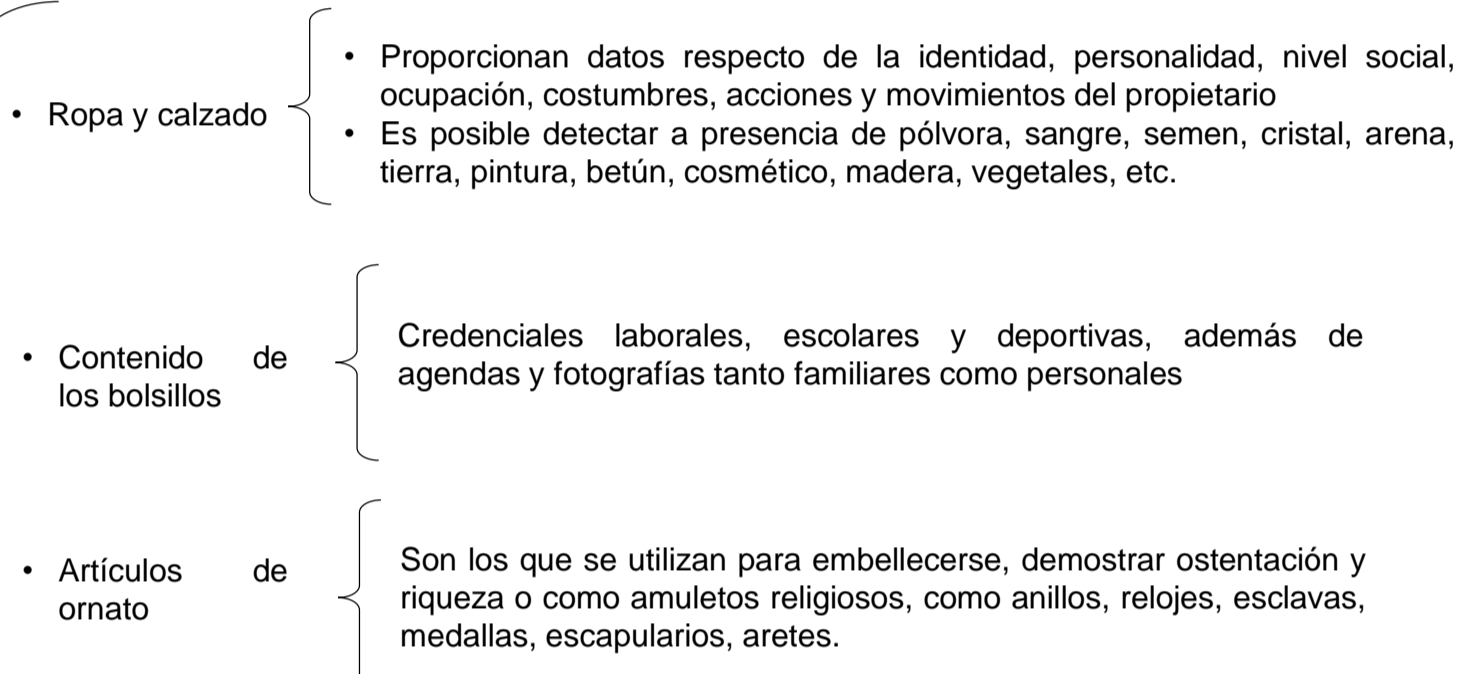 • Ropa y calzado
• Proporcionan datos respecto de la identidad, personalidad, nivel social,
ocupación, costumbres, acciones y movimientos del propietario
• Es posible detectar a presencia de pólvora, sangre, semen, cristal, arena,
tierra, pintura, betún, cosmético, madera, vegetales, etc.
• Contenido de
los bolsillos
Credenciales laborales, escolares y deportivas, además de
agendas y fotografías tanto familiares como personales
• Artículos de
ornato
Son los que se utilizan para embellecerse, demostrar ostentación y
riqueza o como amuletos religiosos, como anillos, relojes, esclavas,
medallas, escapularios, aretes.